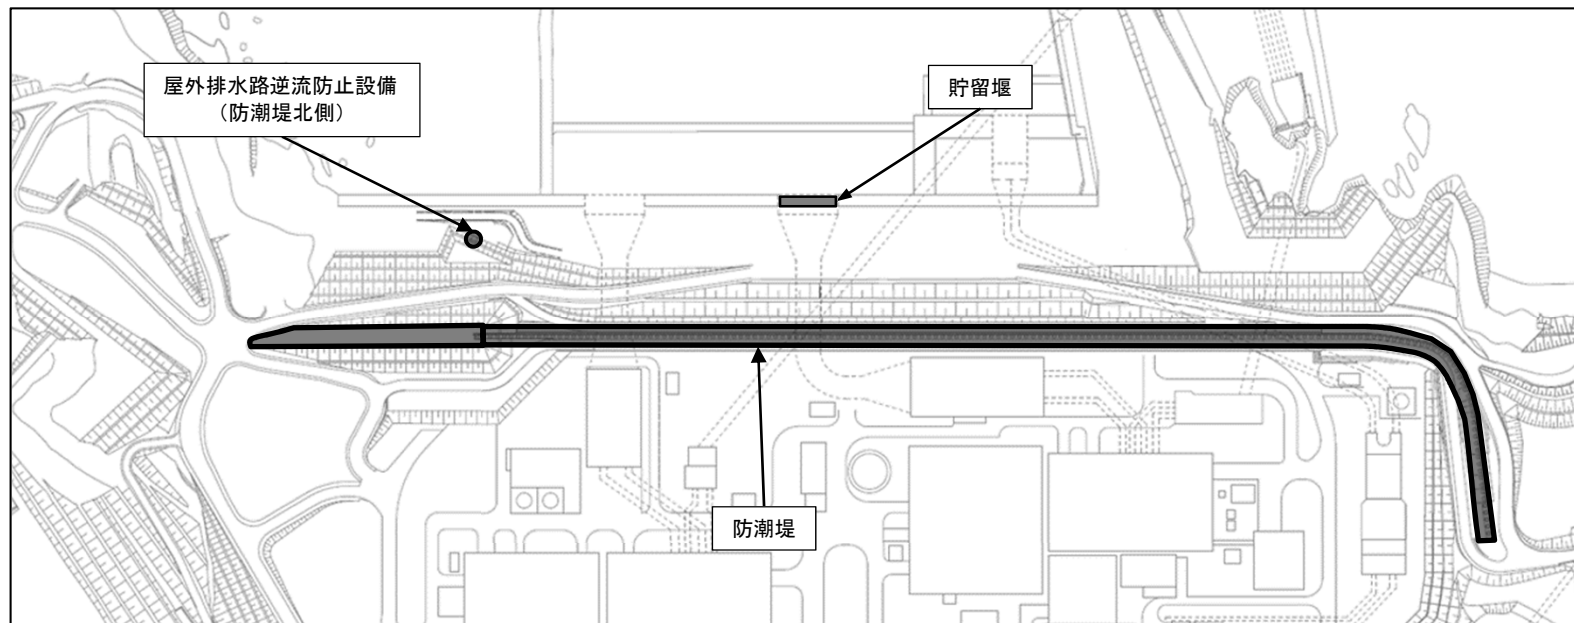 屋外排水路逆流防止設備
（防潮堤北側）
貯留堰
防潮堤